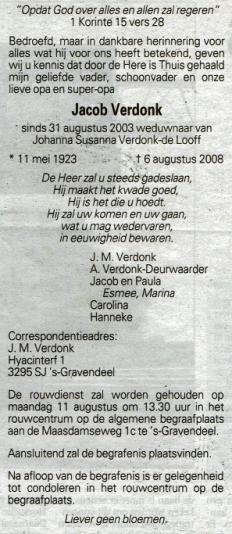 "Opdat God over alles en allen zal regeren"
1 Korinte 15 vers 28
Bedroefd, maar in dankbare herinnering voor
alles wat hij voor ons heeft betekend, geven
wij u kennis dat door de Here is Thuis gehaald
mijn geliefde vader, schoonvader en onze
lieve opa en super-opa
Jacob Verdonk
sinds 31 augustus 2003 weduwnaar van
Johanna Susanna Verdonk-de Looff
* 11 mei 1923 † 6 augustus 2008
De Heer zal u steeds gadeslaan,
Hij maakt het kwade goed,
Hij is het die u hoedt.
Hij zal uw komen en uw gaan,
wat u mag wedervaren,
in eeuwigheid bewaren.
J. M. Verdonk
A. Verdonk-Deurwaarder
Jacob en Paula
Esmee, Marina
Carolina
Hanneke
Correspondentieadres:
J. M. Verdonk
Hyacinterf 1
3295 SJ 's-Gravendeel
De rouwdienst zal worden gehouden op
maandag 11 augustus om 13.30 uur in het
rouwcentrum op de algemene begraafplaats
aan de Maasdamseweg 1c te 's-Gravendeel.
Aansluitend zal de begrafenis plaatsvinden.
Na afloop van de begrafenis is er gelegenheid
tot condoleren in het rouwcentrum op de
begraafplaats.
Liever geen bloemen.